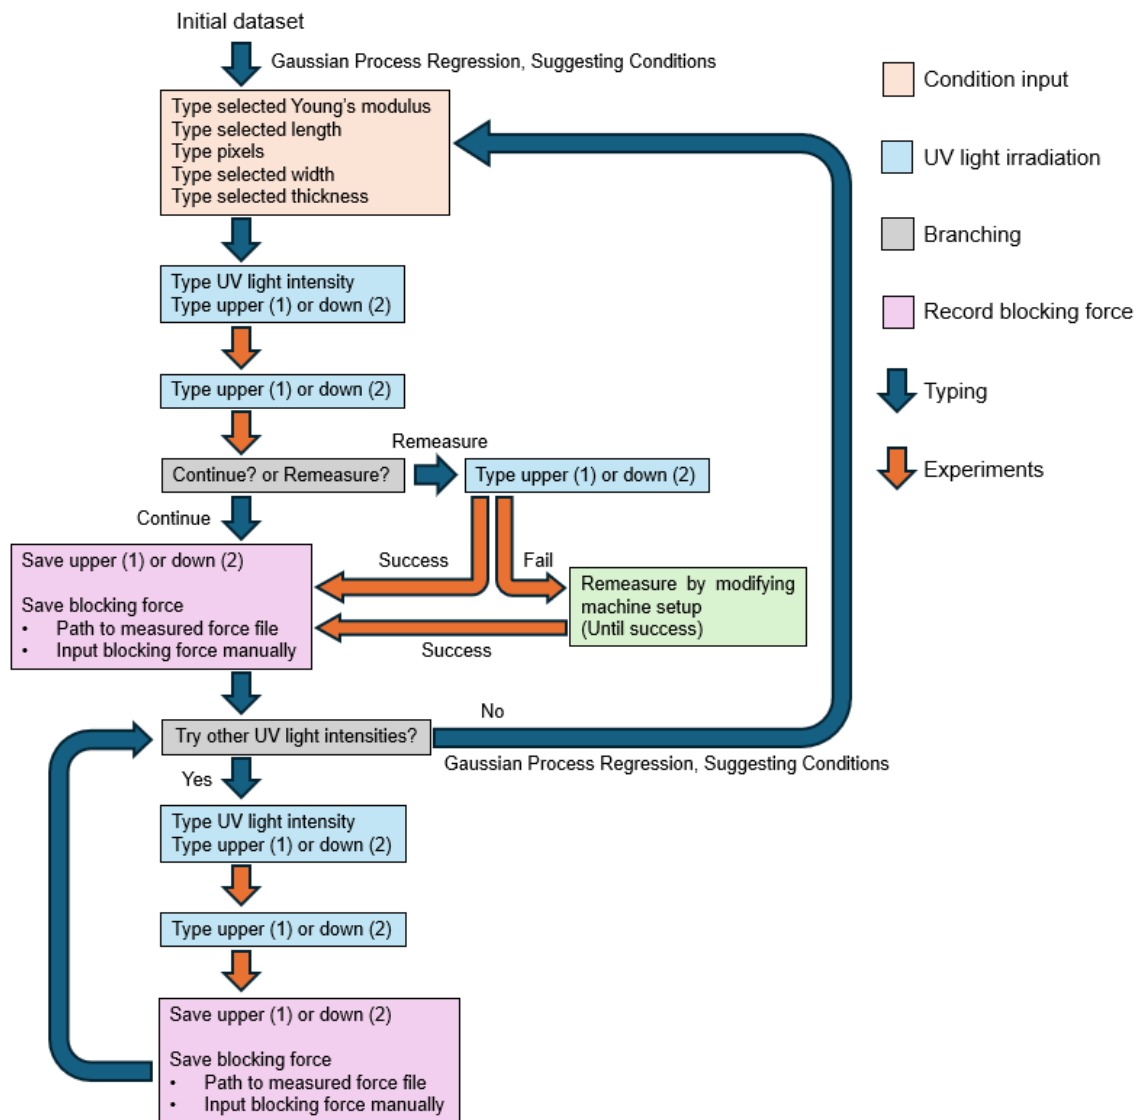 Initial dataset
Gaussian Process Regression, Suggesting Conditions
Type selected Young's modulus
Type selected length
Type pixels
Type selected width
Type selected thickness
Type UV light intensity
Type upper (1) or down (2)
Type upper (1) or down (2)
Continue? or Remeasure?
Remeasure
Type upper (1) or down (2)
Continue
Success
Fail
Save upper (1) or down (2)
Save blocking force
• Path to measured force file
• Input blocking force manually
Remeasure by modifying
machine setup
(Until success)
Success
Try other UV light intensities?
No
Gaussian Process Regression, Suggesting Conditions
Yes
Type UV light intensity
Type upper (1) or down (2)
Type upper (1) or down (2)
Save upper (1) or down (2)
Save blocking force
• Path to measured force file
• Input blocking force manually
Condition input
UV light irradiation
Branching
Record blocking force
Typing
Experiments